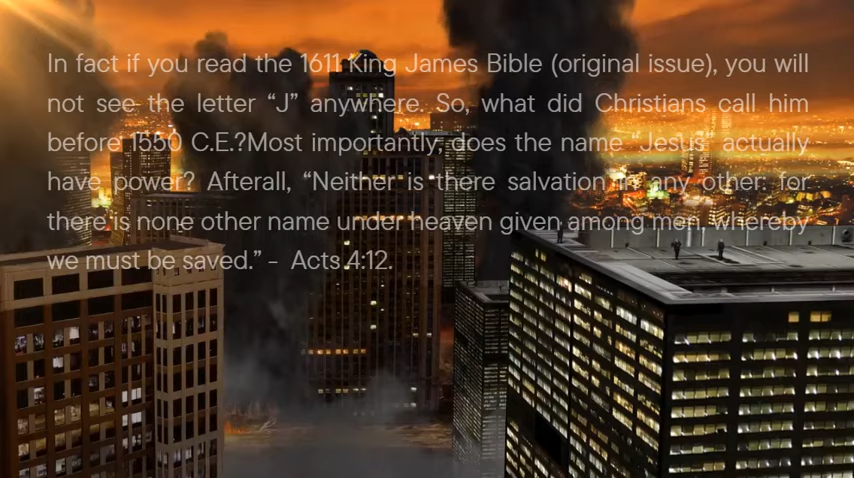 In fact if you read the 1611 King James Bible (original issue), you will
not see the letter “J” anywhere. So, what did Christians call him
before 1550 C.E.?Most importantly, does the name “Jesus” actually
have power? Afterall, “Neither is there salvation in any other: for
there is none other name under heaven given among men, whereby
we must be saved.” - Acts 4:12.